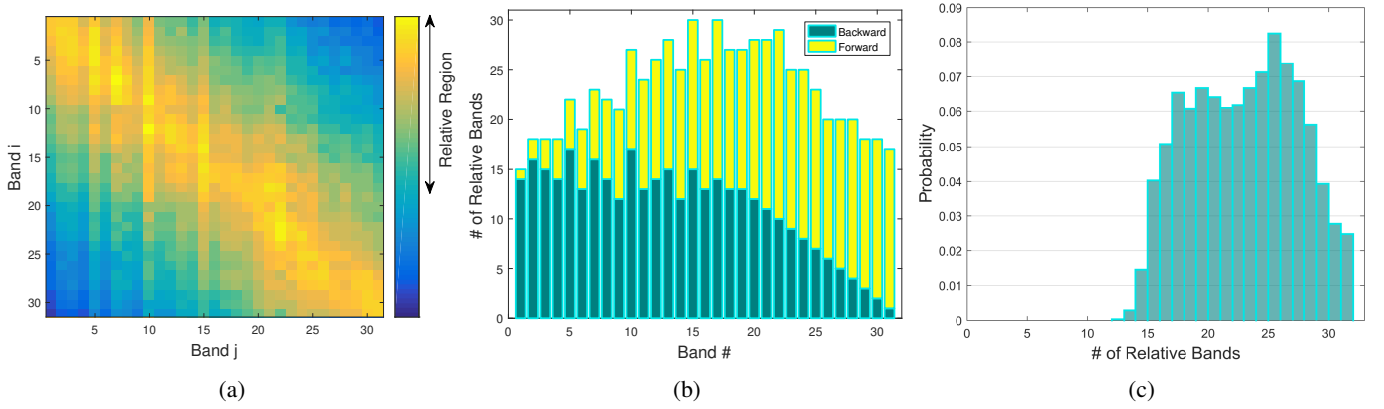 5
10
15
20
25
30
Band i
5 10 15 20 25 30
Band j
Relative Region
(a)
30
25
20
15
10
5
0
# of Relative Bands
Backward
Forward
0 5 10 15 20 25 30
Band #
(b)
0.09
0.08
0.07
0.06
0.05
0.04
0.03
0.02
0.01
0
Probability
0 5 10 15 20 25 30
# of Relative Bands
(c)